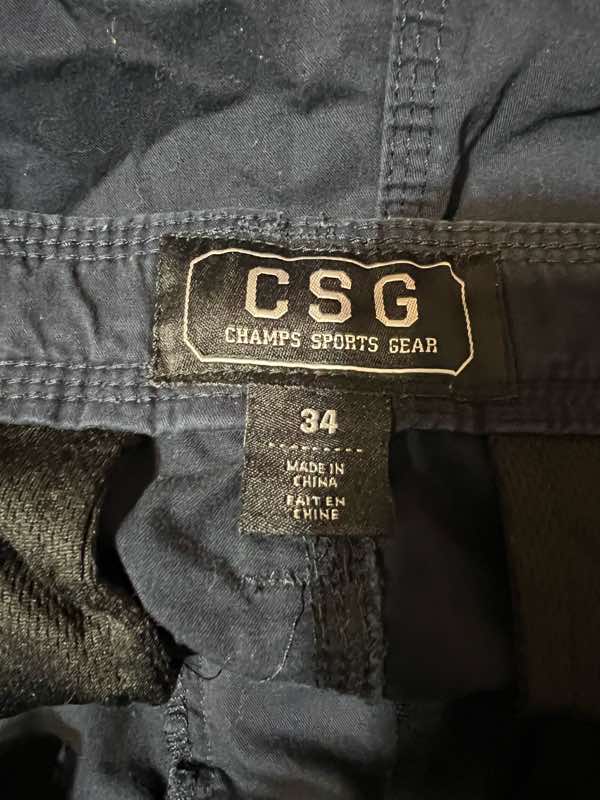 CSG
CHAMPS SPORTS GEAR
34
MADE IN
CHINA
FAIT EN
CHINE